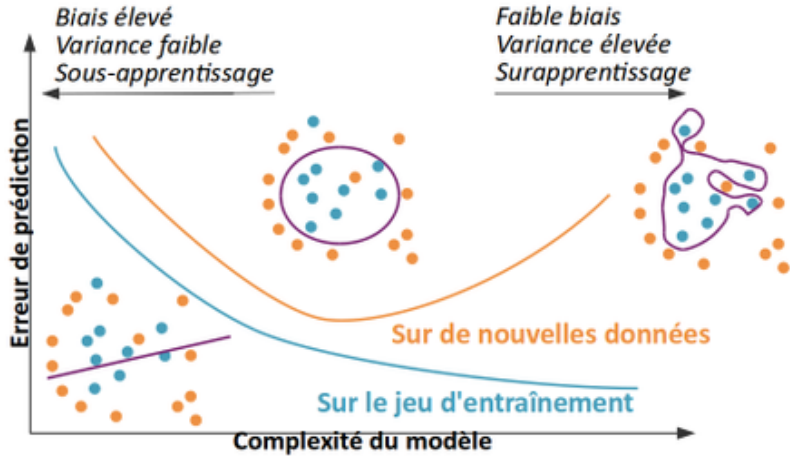 Biais élevé
Variance faible
Sous-apprentissage
Faible biais
Variance élevée
Surapprentissage
Erreur de prédiction
Sur de nouvelles données
Sur le jeu d'entraînement
Complexité du modèle